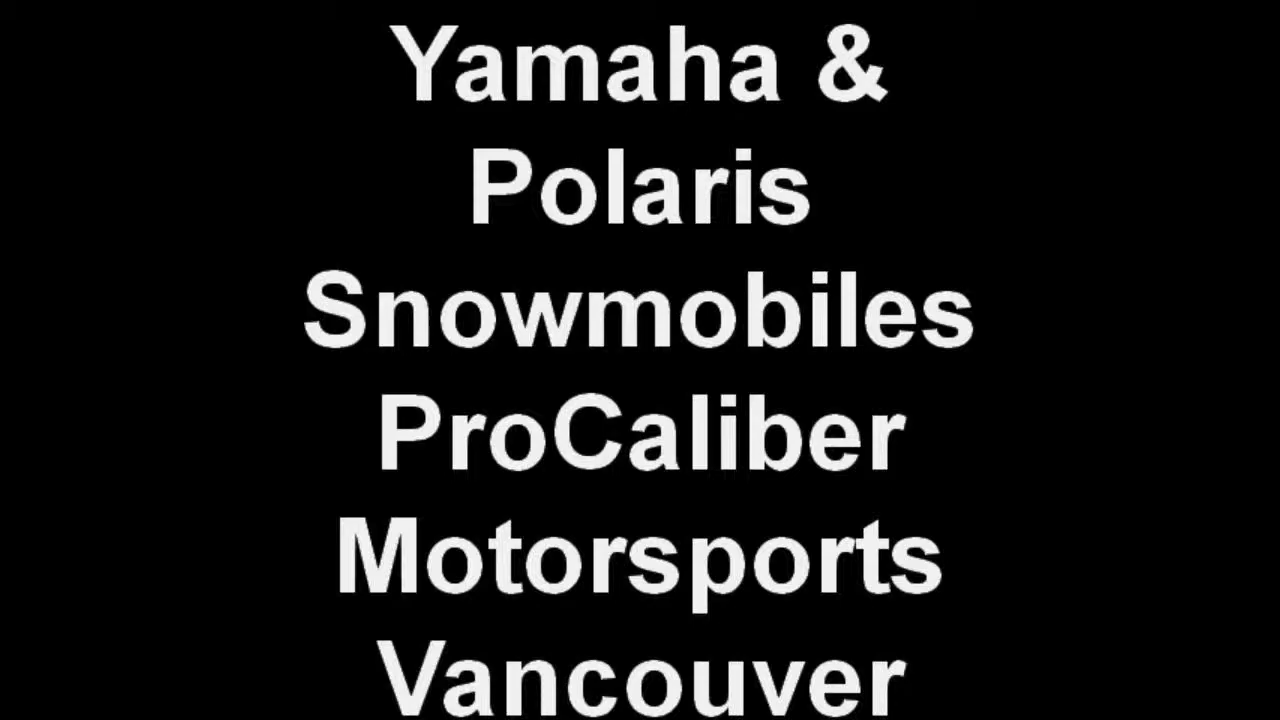 Yamaha &
Polaris
Snowmobiles
ProCaliber
Motorsports
Vancouver